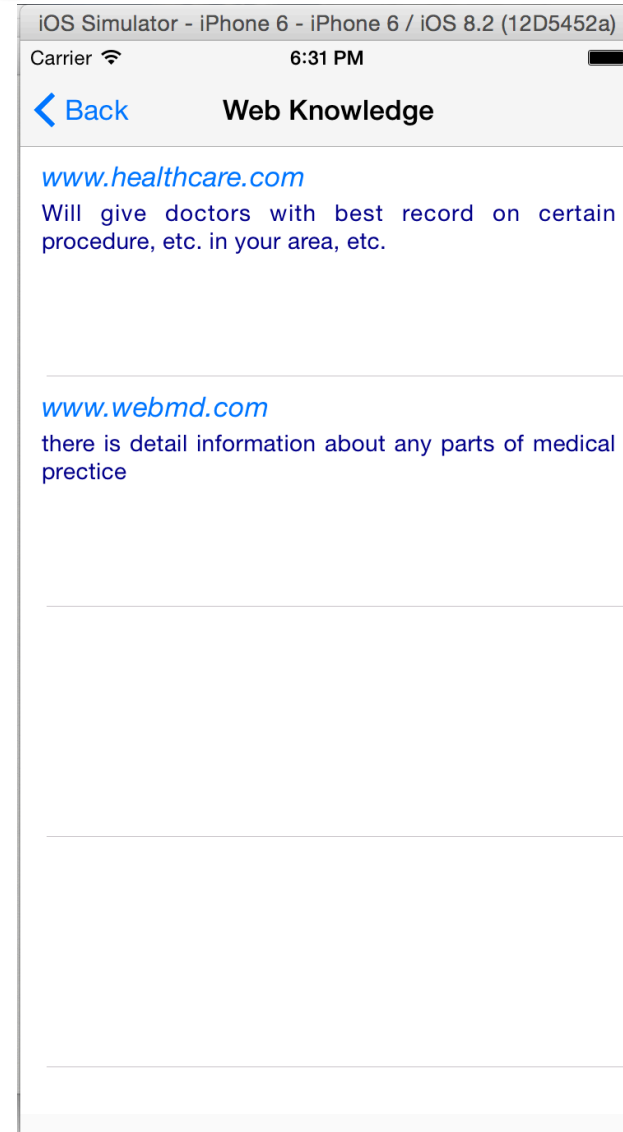 iOS Simulator - iPhone 6 - iPhone 6 / iOS 8.2 (12D5452a)
Carrier 6:31 PM
Back Web Knowledge
www.healthcare.com
Will give doctors with best record on certain
procedure, etc. in your area, etc.
www.webmd.com
there is detail information about any parts of medical
prectice